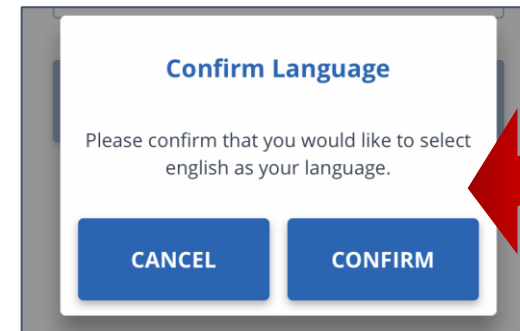 Confirm Language
Please confirm that you would like to select
english as your language.
CANCEL
CONFIRM